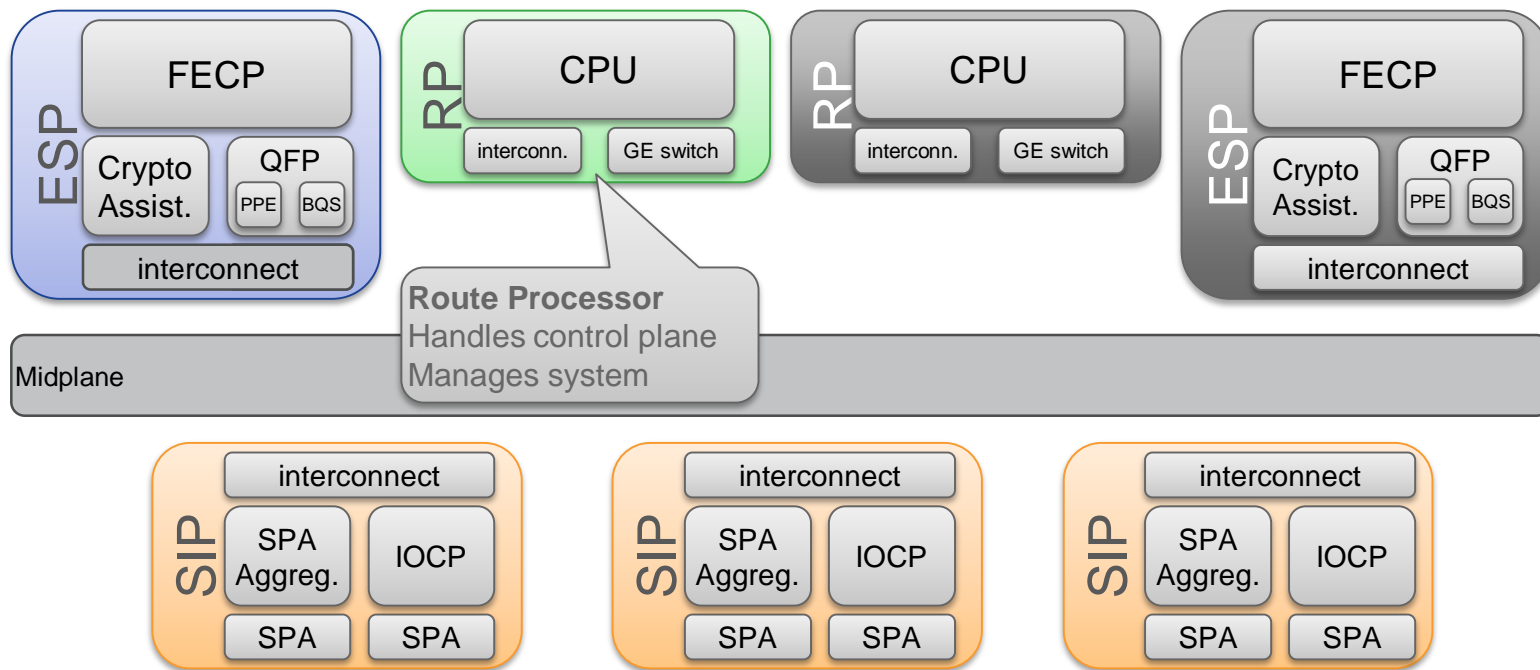 ESP
FECP
Crypto
Assist.
QFP
PPE
BQS
interconnect
RP
CPU
interconn.
GE switch
RP
CPU
interconn.
GE switch
ESP
FECP
Crypto
Assist.
QFP
PPE
BQS
interconnect
Route Processor
Handles control plane
Manages system
Midplane
SIP
interconnect
SPA
Aggreg.
IOCP
SPA
SPA
SIP
interconnect
SPA
Aggreg.
IOCP
SPA
SPA
SIP
interconnect
SPA
Aggreg.
IOCP
SPA
SPA